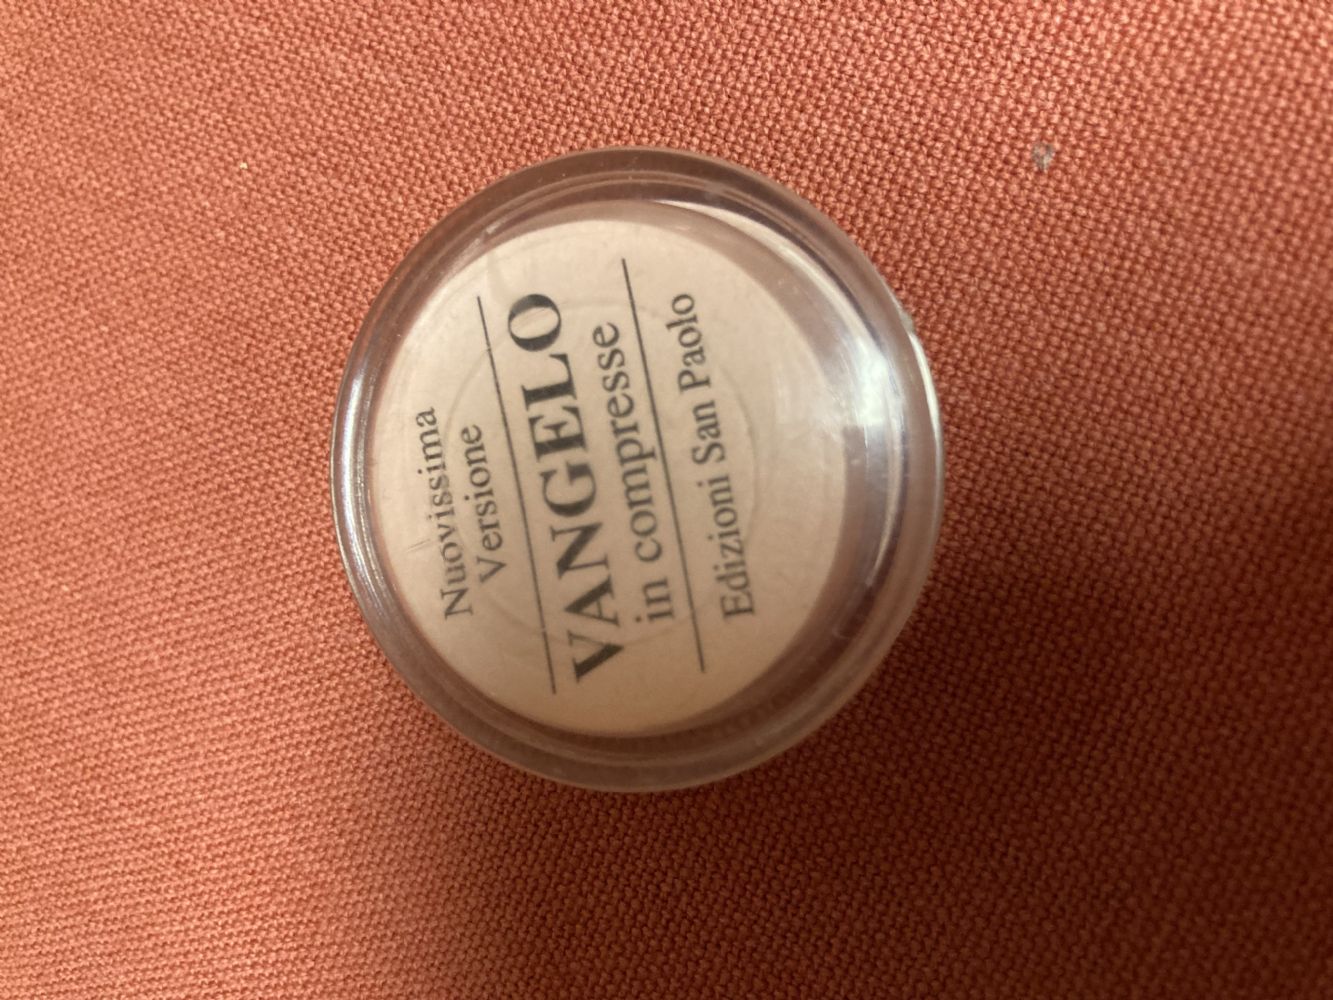 Nuovissima
Versione
VANGELO
in compresse
Edizioni San Paolo